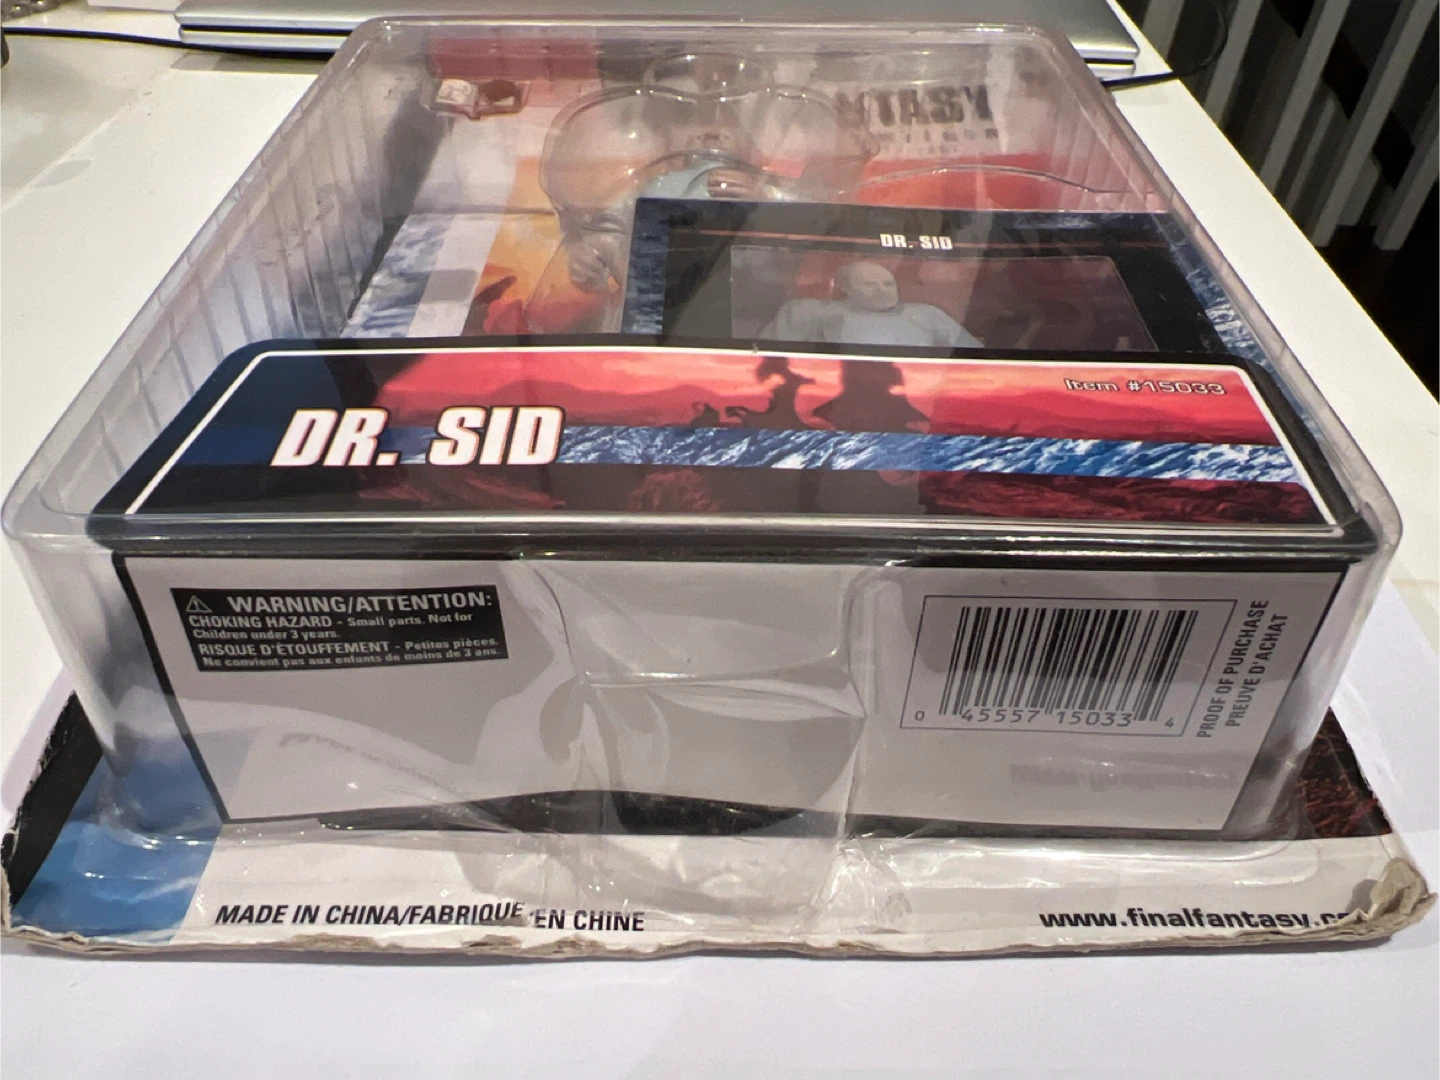 DR. SID
Item #15033
DR. SID
WARNING/ATTENTION:
CHOKING HAZARD - Small parts. Not for
Children under 3 years.
RISQUE D'ÉTOUFFEMENT - Petites pièces.
Ne convient pas aux enfants de moins de 3 ans.
0 45557 15033 4
PROOF OF PURCHASE
PREUVE D'ACHAT
MADE IN CHINA/FABRIQUE EN CHINE
www.finalfantasy.c